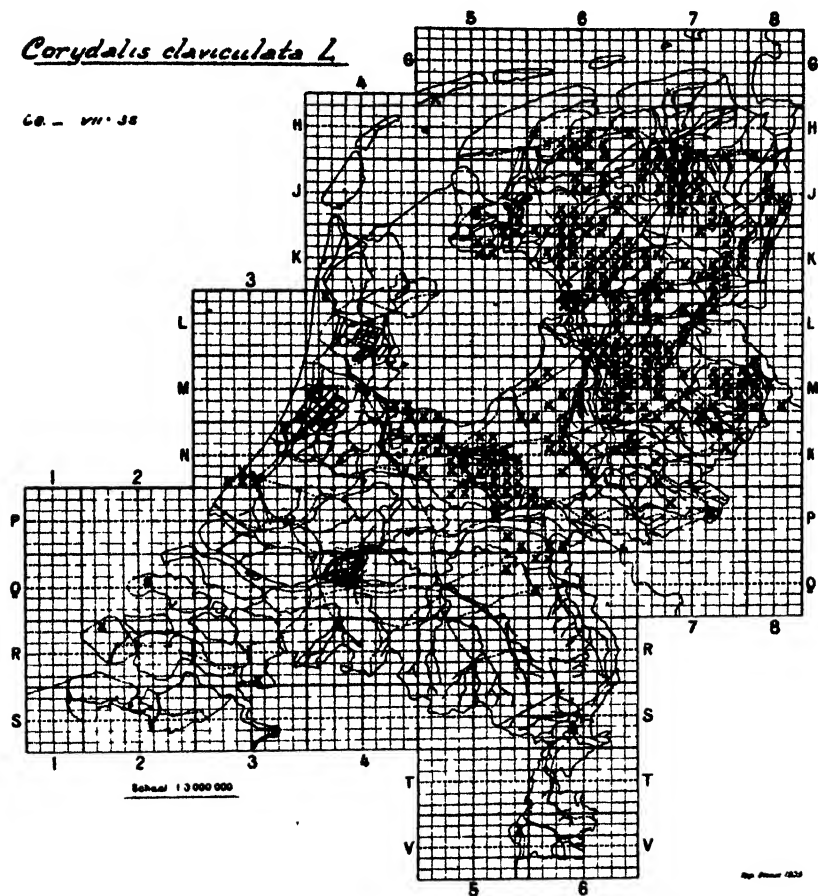 Corydalis claviculata L
5 6 7 8
G G
4
H H
J J
K K
3
L L
M M
N
1 2
P P
Q Q
7 8
R R
S S
1 2 3 4
Schaal 1:3 000 000
T T
V V
5 6